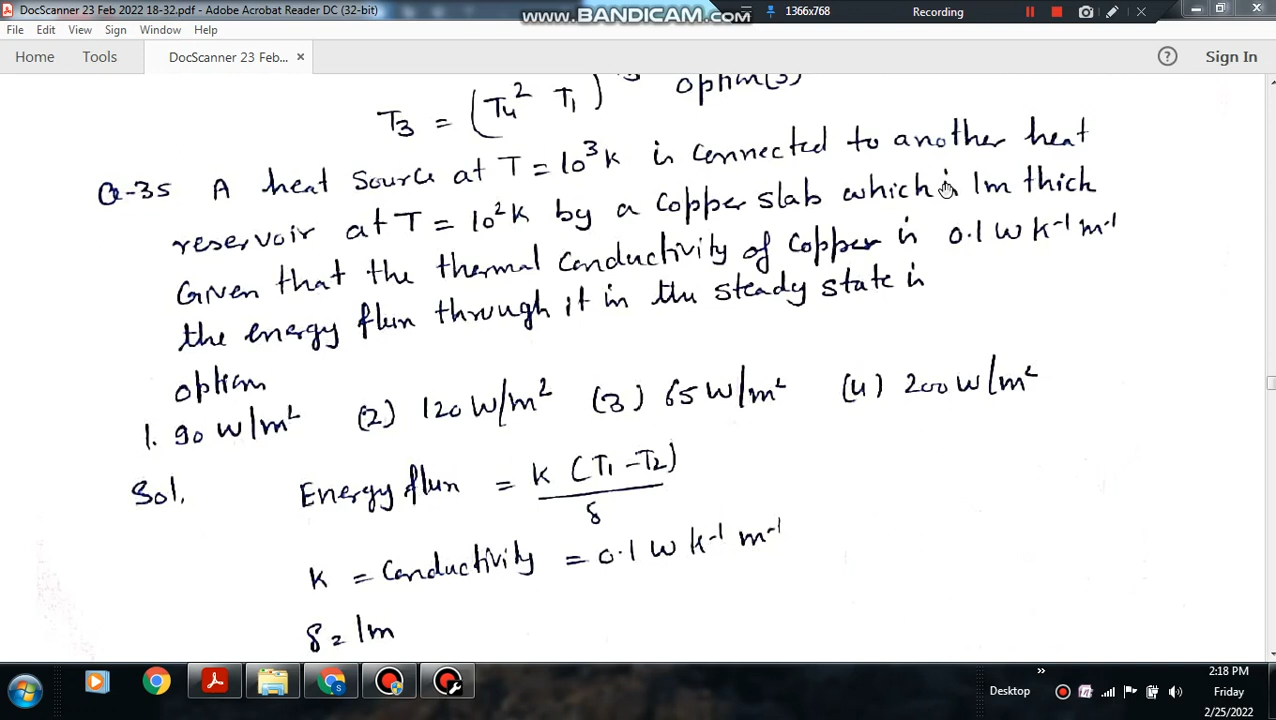 DocScanner 23 Feb 2022 18-32.pdf - Adobe Acrobat Reader DC (32-bit)
www.BANDICAM.com
1366x768
Recording
File Edit View Sign Window Help
Home Tools DocScanner 23 Feb... × Sign In
T3 = (T4² T1)
Q-35 A heat source at T = 10³ K is connected to another heat
reservoir at T = 10² K by a copper slab which is 1m thick
Given that the thermal conductivity of copper is 0.1 W K⁻¹ m⁻¹
the energy flux through it in the steady state is
option
1. 90 W/m² (2) 120 W/m² (3) 65 W/m² (4) 200 W/m²
Sol. Energy flux = K (T1 - T2)
δ
K = Conductivity = 0.1 W K⁻¹ m⁻¹
δ = 1m
Desktop
2:18 PM
Friday
2/25/2022